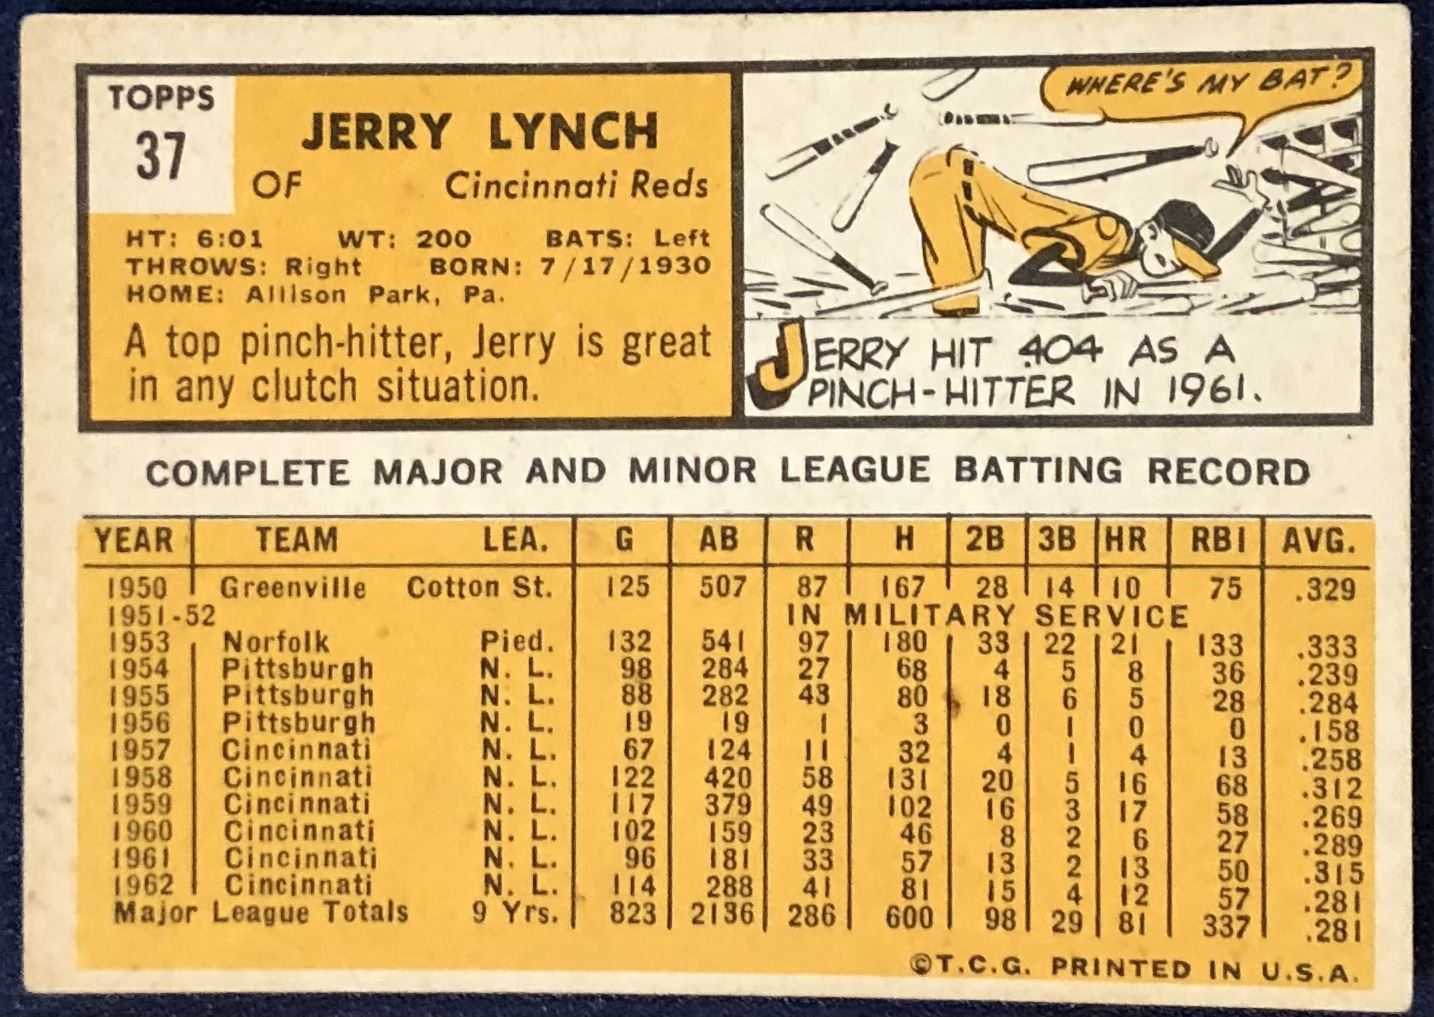 TOPPS
37
JERRY LYNCH
OF Cincinnati Reds
HT: 6:01 WT: 200 BATS: Left
THROWS: Right BORN: 7/17/1930
HOME: Allison Park, Pa.
A top pinch-hitter, Jerry is great
in any clutch situation.
WHERE'S MY BAT?
JERRY HIT .404 AS A
PINCH-HITTER IN 1961.
COMPLETE MAJOR AND MINOR LEAGUE BATTING RECORD
YEAR TEAM LEA. G AB R H 2B 3B HR RBI AVG.
1950 Greenville Cotton St. 125 507 87 167 28 14 10 75 .329
1951-52 IN MILITARY SERVICE
1953 Norfolk Pied. 132 541 97 180 33 22 21 133 .333
1954 Pittsburgh N. L. 98 284 27 68 4 5 8 36 .239
1955 Pittsburgh N. L. 88 282 43 80 18 6 5 28 .284
1956 Pittsburgh N. L. 19 19 1 3 0 1 0 0 .158
1957 Cincinnati N. L. 67 124 11 32 4 1 4 13 .258
1958 Cincinnati N. L. 122 420 58 131 20 5 16 68 .312
1959 Cincinnati N. L. 117 379 49 102 16 3 17 58 .269
1960 Cincinnati N. L. 102 159 23 46 8 2 6 27 .289
1961 Cincinnati N. L. 96 181 33 57 13 2 13 50 .315
1962 Cincinnati N. L. 114 288 41 81 15 4 12 57 .281
Major League Totals 9 Yrs. 823 2136 286 600 98 29 81 337 .281
©T.C.G. PRINTED IN U.S.A.